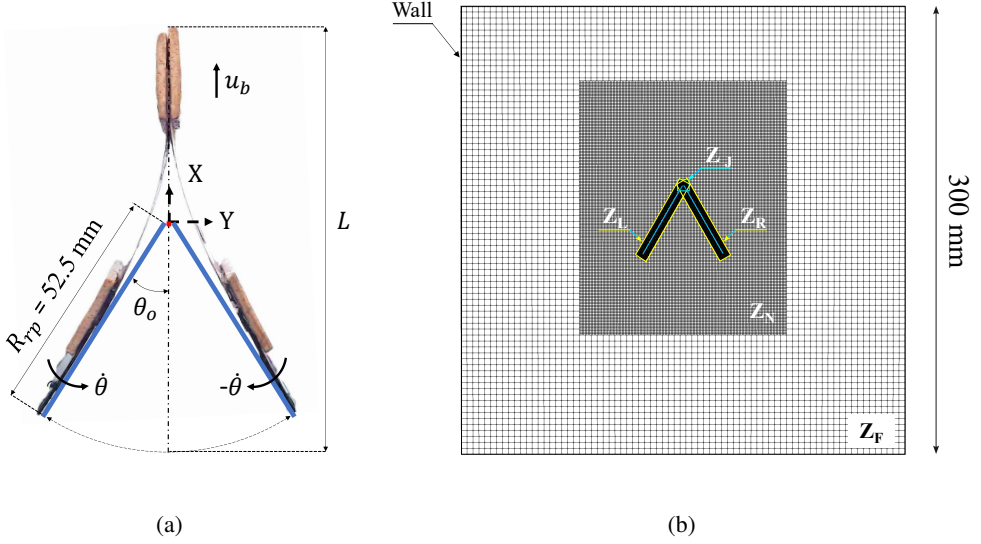 u_b
X
Y
L
R_rp = 52.5 mm
θ_o
θ̇
-θ̇
(a)
Wall
Z_J
Z_L
Z_R
Z_N
Z_F
300 mm
(b)